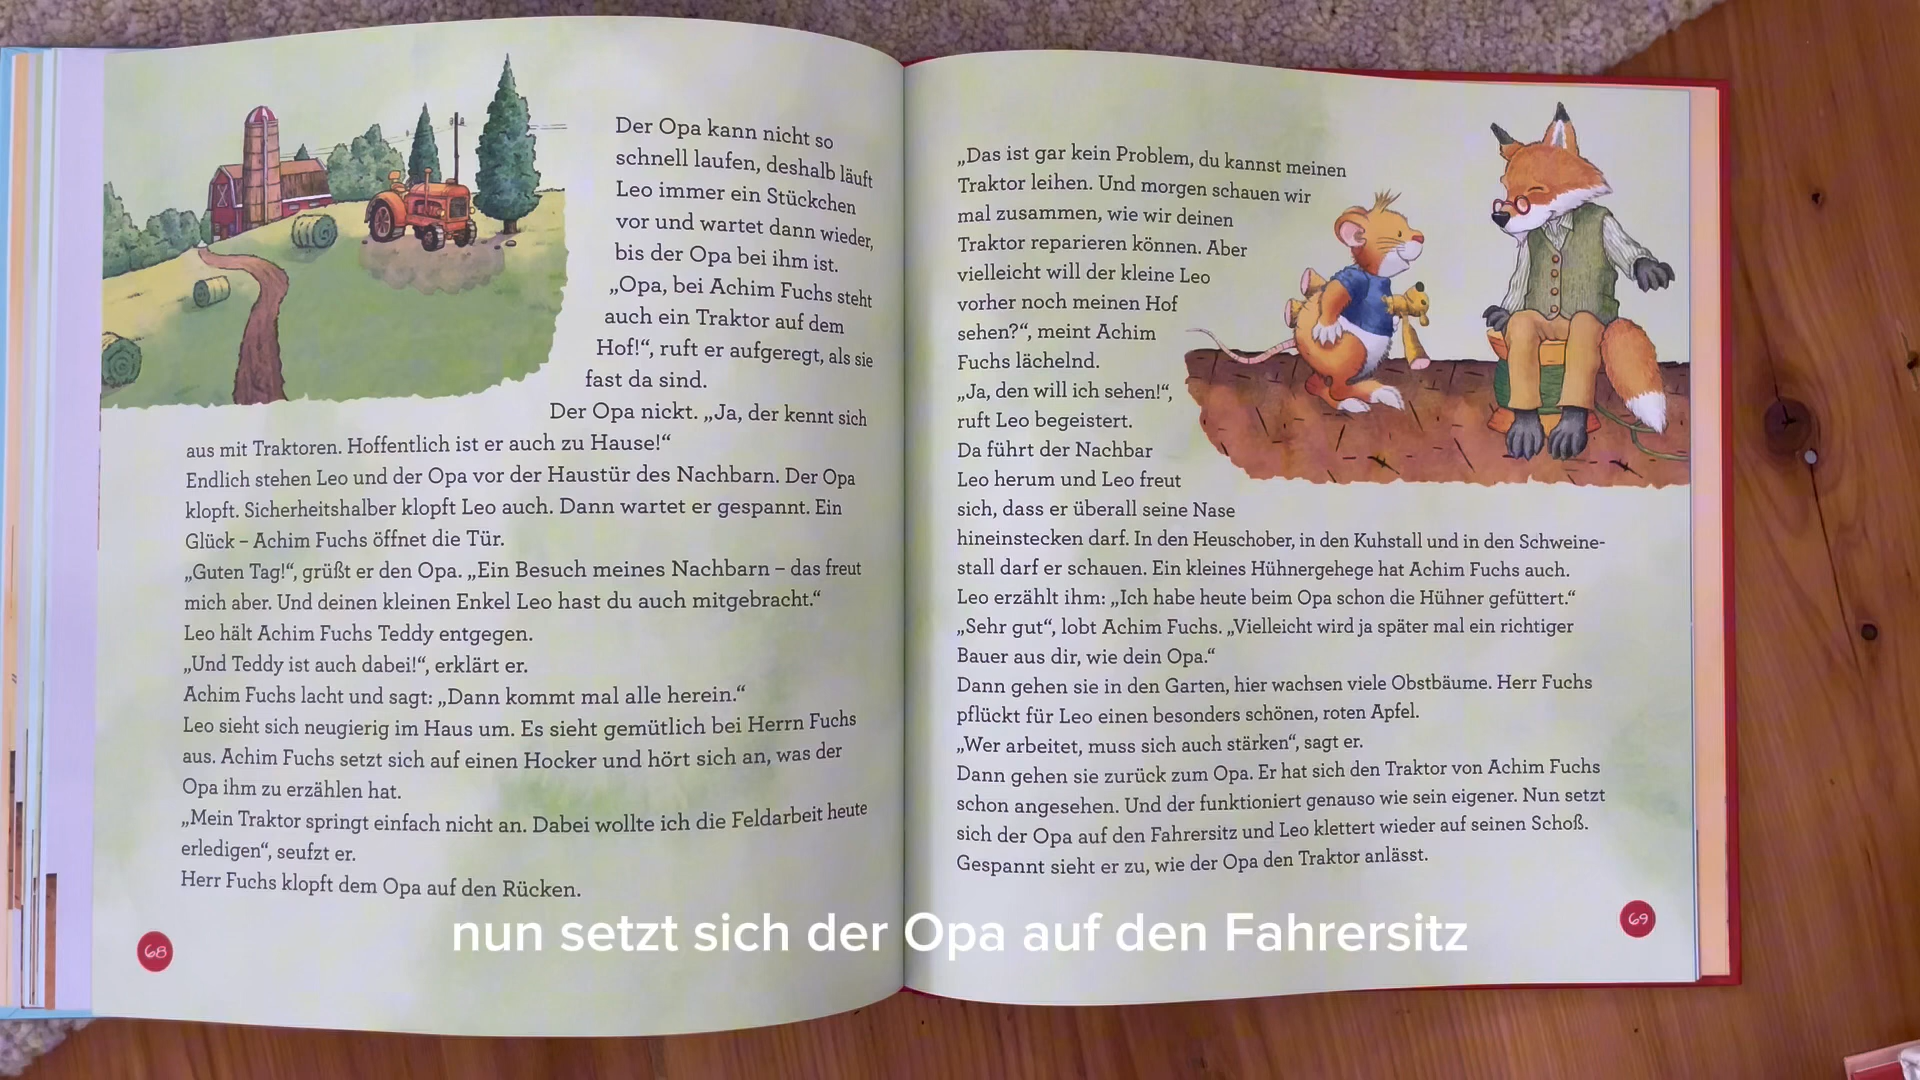 Der Opa kann nicht so
schnell laufen, deshalb läuft
Leo immer ein Stückchen
vor und wartet dann wieder,
bis der Opa bei ihm ist.
„Opa, bei Achim Fuchs steht
auch ein Traktor auf dem
Hof!“, ruft er aufgeregt, als sie
fast da sind.
Der Opa nickt. „Ja, der kennt sich
aus mit Traktoren. Hoffentlich ist er auch zu Hause!“
Endlich stehen Leo und der Opa vor der Haustür des Nachbarn. Der Opa
klopft. Sicherheitshalber klopft Leo auch. Dann wartet er gespannt. Ein
Glück – Achim Fuchs öffnet die Tür.
„Guten Tag!“, grüßt er den Opa. „Ein Besuch meines Nachbarn – das freut
mich aber. Und deinen kleinen Enkel Leo hast du auch mitgebracht.“
Leo hält Achim Fuchs Teddy entgegen.
„Und Teddy ist auch dabei!“, erklärt er.
Achim Fuchs lacht und sagt: „Dann kommt mal alle herein.“
Leo sieht sich neugierig im Haus um. Es sieht gemütlich bei Herrn Fuchs
aus. Achim Fuchs setzt sich auf einen Hocker und hört sich an, was der
Opa ihm zu erzählen hat.
„Mein Traktor springt einfach nicht an. Dabei wollte ich die Feldarbeit heute
erledigen“, seufzt er.
Herr Fuchs klopft dem Opa auf den Rücken.
68
„Das ist gar kein Problem, du kannst meinen
Traktor leihen. Und morgen schauen wir
mal zusammen, wie wir deinen
Traktor reparieren können. Aber
vielleicht will der kleine Leo
vorher noch meinen Hof
sehen?“, meint Achim
Fuchs lächelnd.
„Ja, den will ich sehen!“,
ruft Leo begeistert.
Da führt der Nachbar
Leo herum und Leo freut
sich, dass er überall seine Nase
hineinstecken darf. In den Heuschober, in den Kuhstall und in den Schweine-
stall darf er schauen. Ein kleines Hühnergehege hat Achim Fuchs auch.
Leo erzählt ihm: „Ich habe heute beim Opa schon die Hühner gefüttert.“
„Sehr gut“, lobt Achim Fuchs. „Vielleicht wird ja später mal ein richtiger
Bauer aus dir, wie dein Opa.“
Dann gehen sie in den Garten, hier wachsen viele Obstbäume. Herr Fuchs
pflückt für Leo einen besonders schönen, roten Apfel.
„Wer arbeitet, muss sich auch stärken“, sagt er.
Dann gehen sie zurück zum Opa. Er hat sich den Traktor von Achim Fuchs
schon angesehen. Und der funktioniert genauso wie sein eigener. Nun setzt
sich der Opa auf den Fahrersitz und Leo klettert wieder auf seinen Schoß.
Gespannt sieht er zu, wie der Opa den Traktor anlässt.
69
nun setzt sich der Opa auf den Fahrersitz